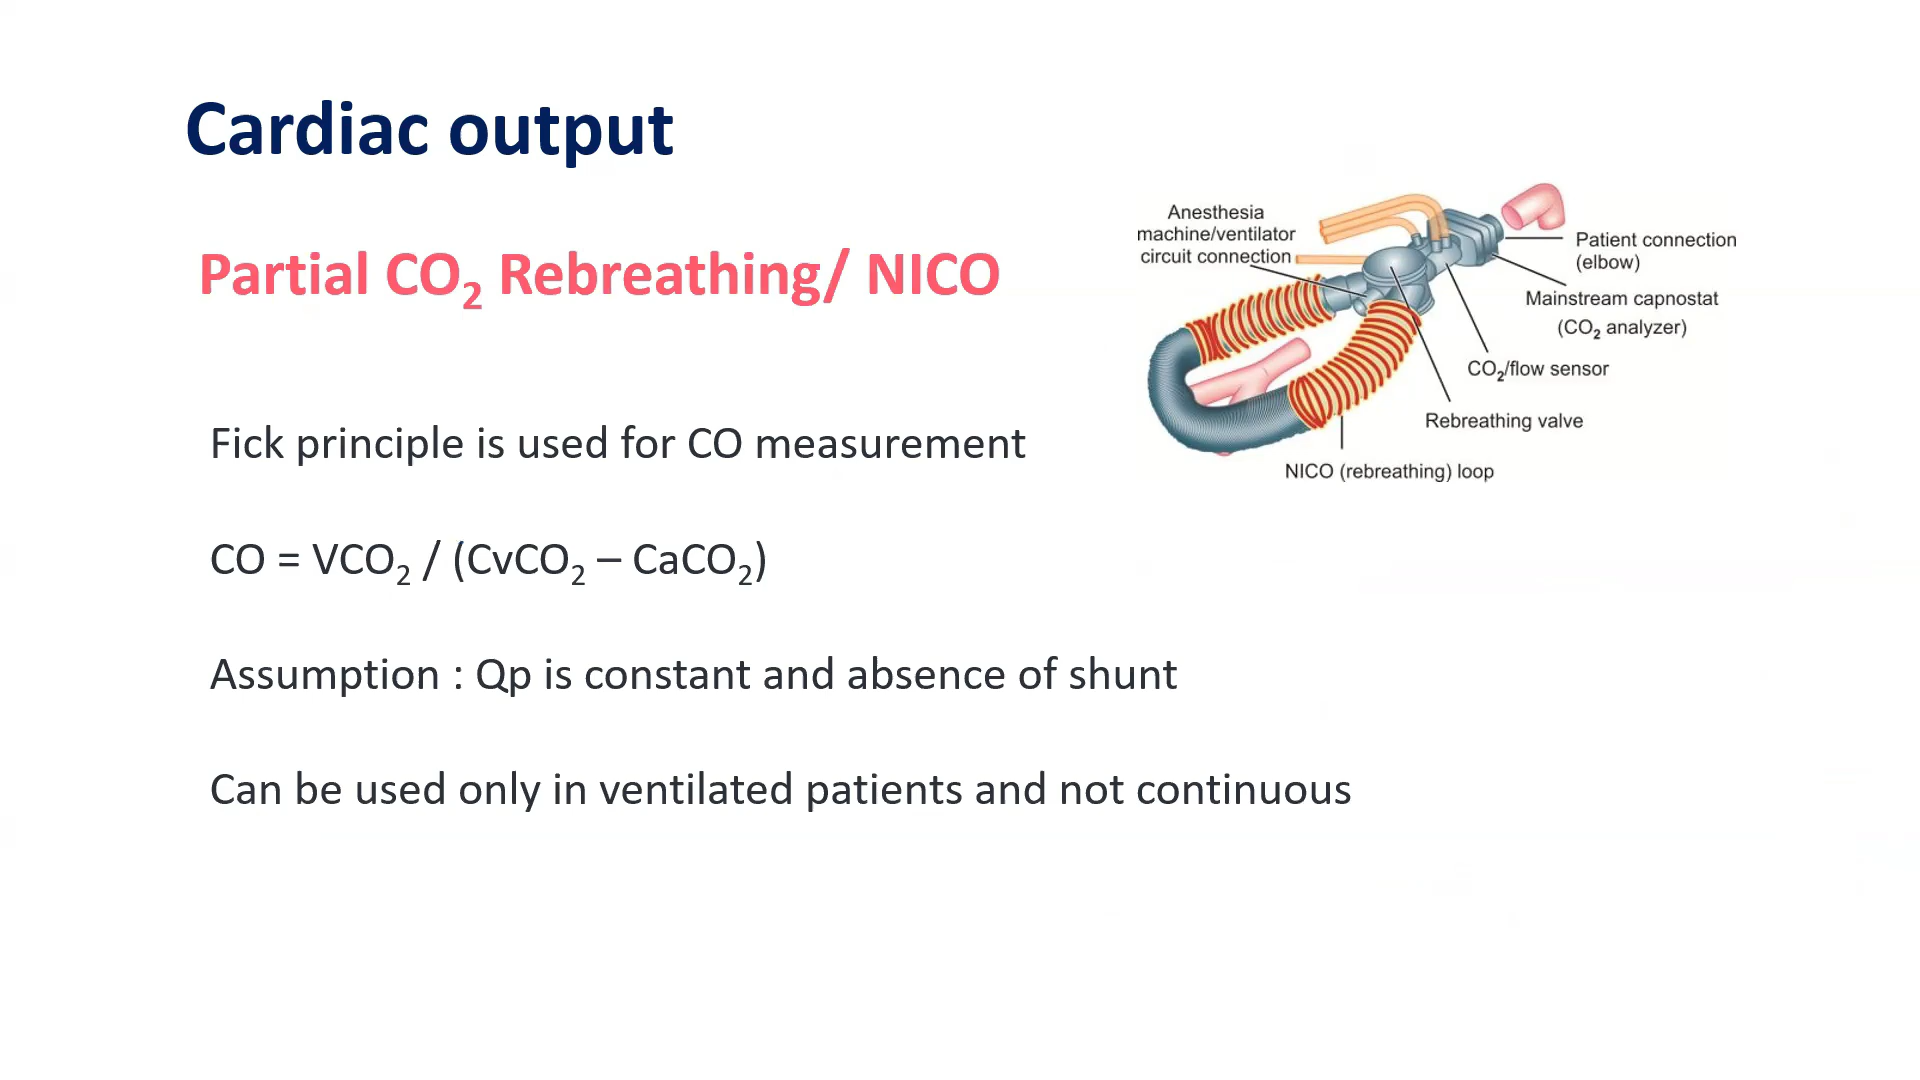 Cardiac output
Partial CO₂ Rebreathing/ NICO
Fick principle is used for CO measurement
CO = VCO₂ / (CvCO₂ – CaCO₂)
Assumption : Qp is constant and absence of shunt
Can be used only in ventilated patients and not continuous
Anesthesia
machine/ventilator
circuit connection
Patient connection
(elbow)
Mainstream capnostat
(CO₂ analyzer)
CO₂/flow sensor
Rebreathing valve
NICO (rebreathing) loop